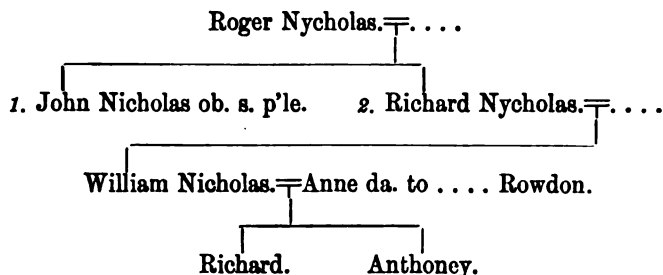 Roger Nycholas.=....
1. John Nicholas ob. s. p'le. 2. Richard Nycholas.=....
William Nicholas.=Anne da. to .... Rowdon.
Richard. Anthoney.